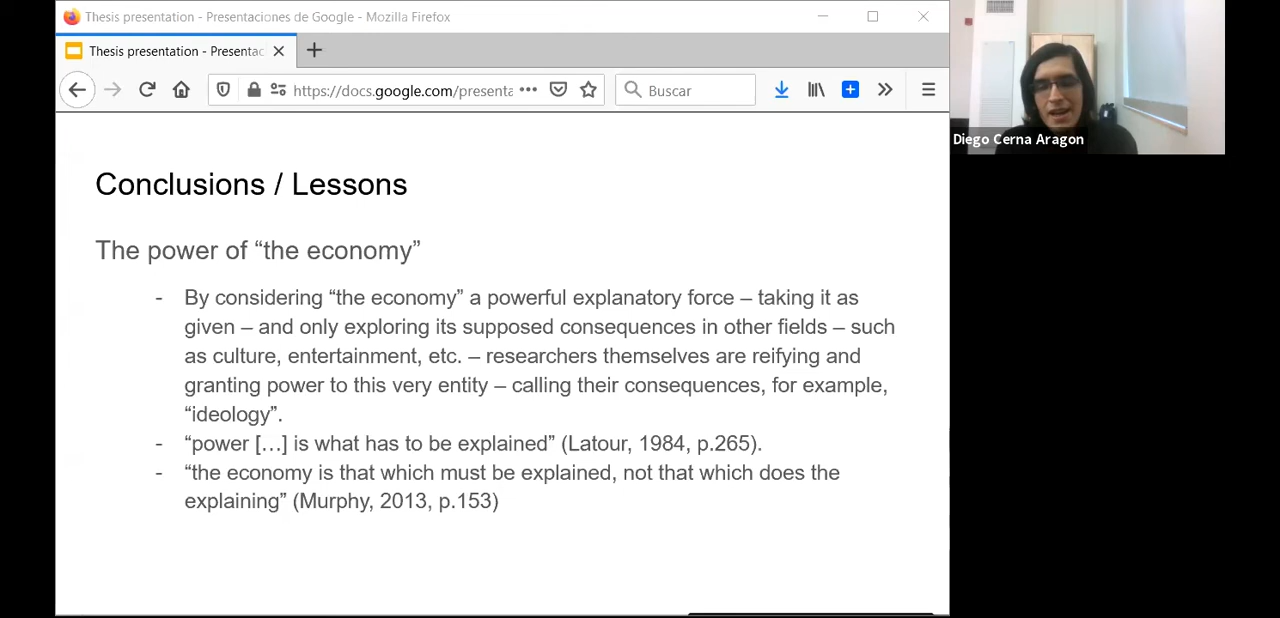 Thesis presentation - Presentaciones de Google - Mozilla Firefox
Thesis presentation - Presentac
https://docs.google.com/presenta
Buscar
Diego Cerna Aragon
Conclusions / Lessons
The power of “the economy”
- By considering “the economy” a powerful explanatory force – taking it as
given – and only exploring its supposed consequences in other fields – such
as culture, entertainment, etc. – researchers themselves are reifying and
granting power to this very entity – calling their consequences, for example,
“ideology”.
- “power […] is what has to be explained” (Latour, 1984, p.265).
- “the economy is that which must be explained, not that which does the
explaining” (Murphy, 2013, p.153)